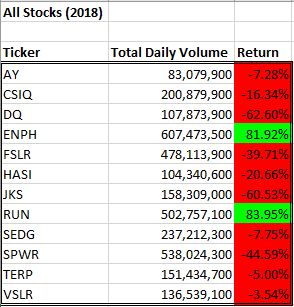 All Stocks (2018)
Ticker Total Daily Volume Return
AY 83,079,900 -7.28%
CSIQ 200,879,900 -16.34%
DQ 107,873,900 -62.60%
ENPH 607,473,500 81.92%
FSLR 478,113,900 -39.71%
HASI 104,340,600 -20.66%
JKS 158,309,000 -60.53%
RUN 502,757,100 83.95%
SEDG 237,212,300 -7.75%
SPWR 538,024,300 -44.59%
TERP 151,434,700 -5.00%
VSLR 136,539,100 -3.54%